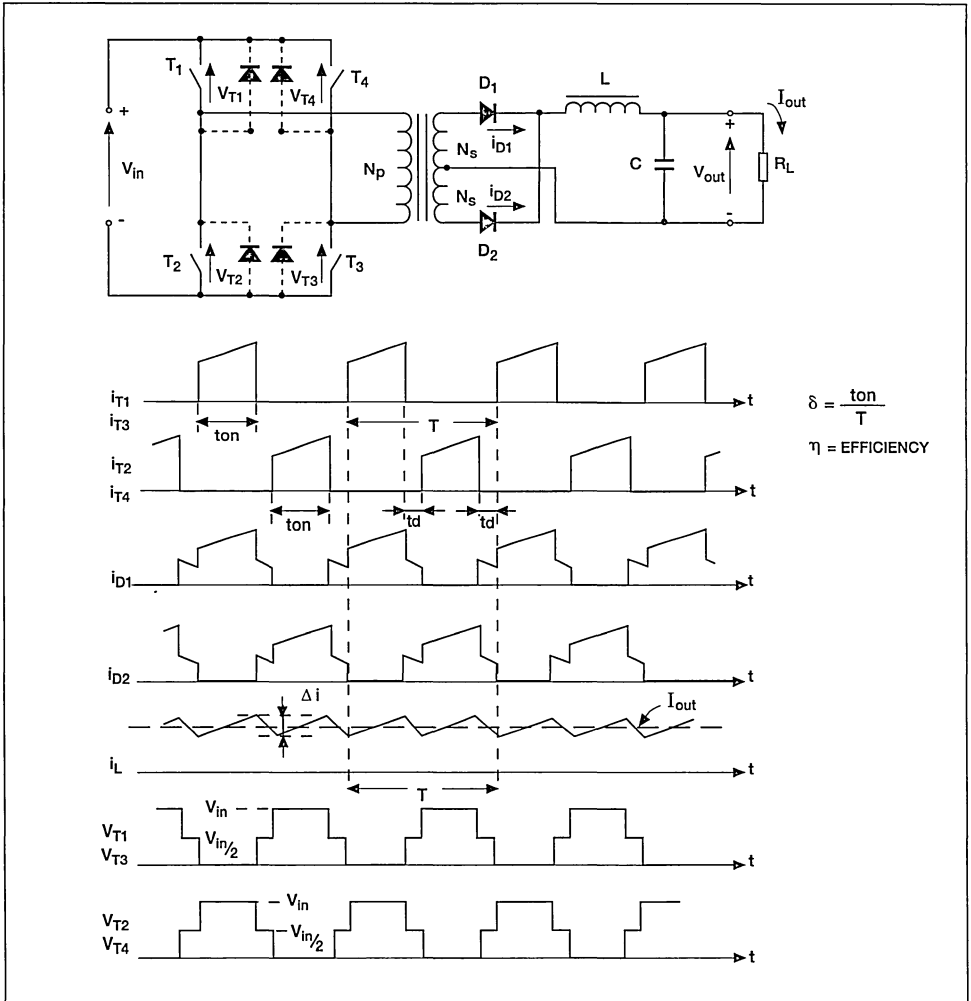 T1
VT1
VT4
T4
D1
iD1
L
Iout
+
Vin
-
Np
Ns
Ns
C
+
Vout
-
RL
iD2
D2
T2
VT2
VT3
T3
iT1
iT3
ton
T
t
δ = ton / T
η = EFFICIENCY
iT2
iT4
ton
td
td
t
iD1
t
iD2
t
Δ i
Iout
iL
T
t
Vin
VT1
VT3
Vin/2
t
Vin
VT2
VT4
Vin/2
t